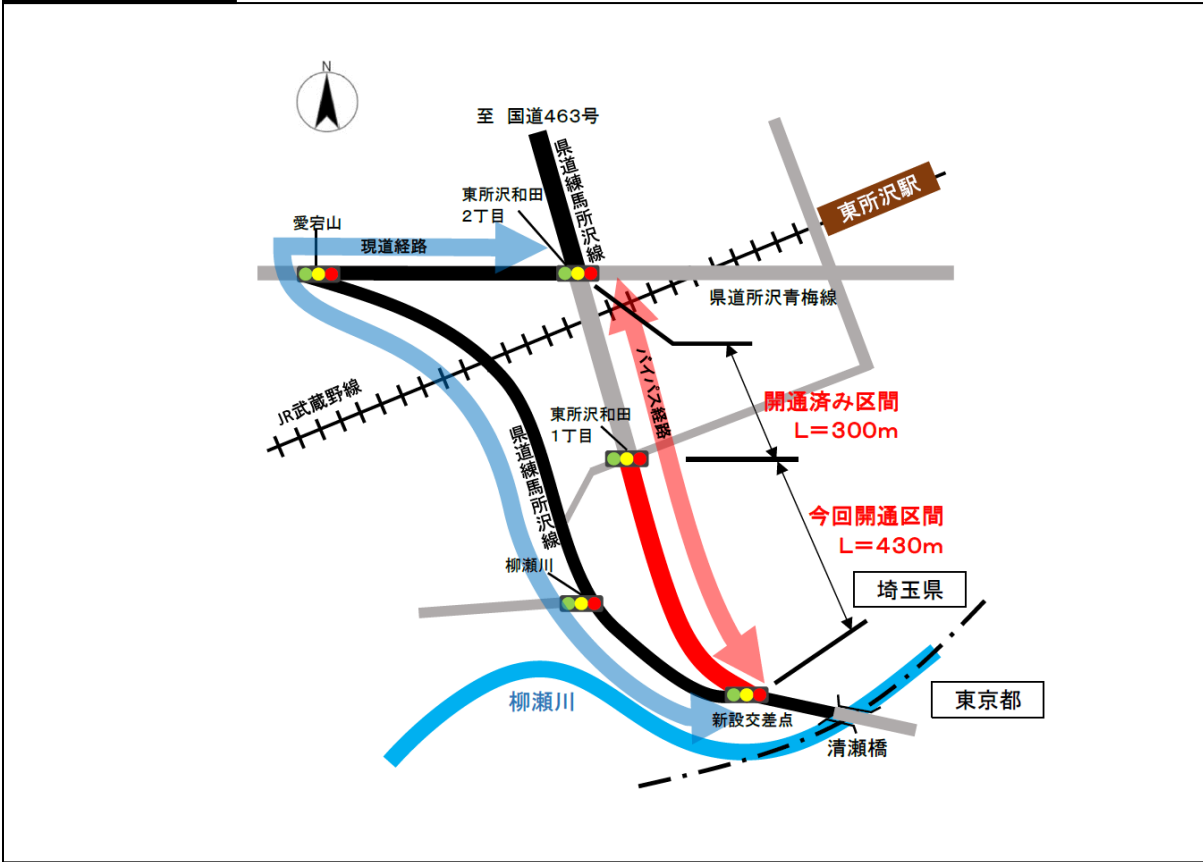 N
至 国道463号
県道練馬所沢線
東所沢駅
東所沢和田
2丁目
愛宕山
現道経路
県道所沢青梅線
バイパス経路
JR武蔵野線
開通済み区間
L=300m
東所沢和田
1丁目
県道練馬所沢線
今回開通区間
L=430m
柳瀬川
埼玉県
柳瀬川
東京都
新設交差点
清瀬橋